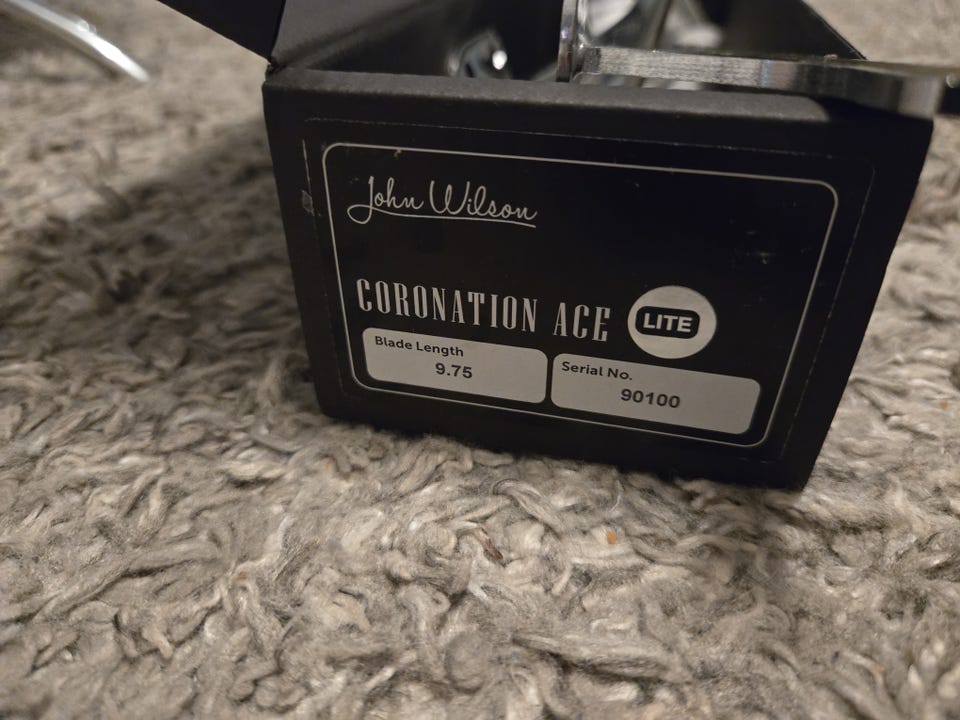 John Wilson
CORONATION ACE LITE
Blade Length
9.75
Serial No.
90100